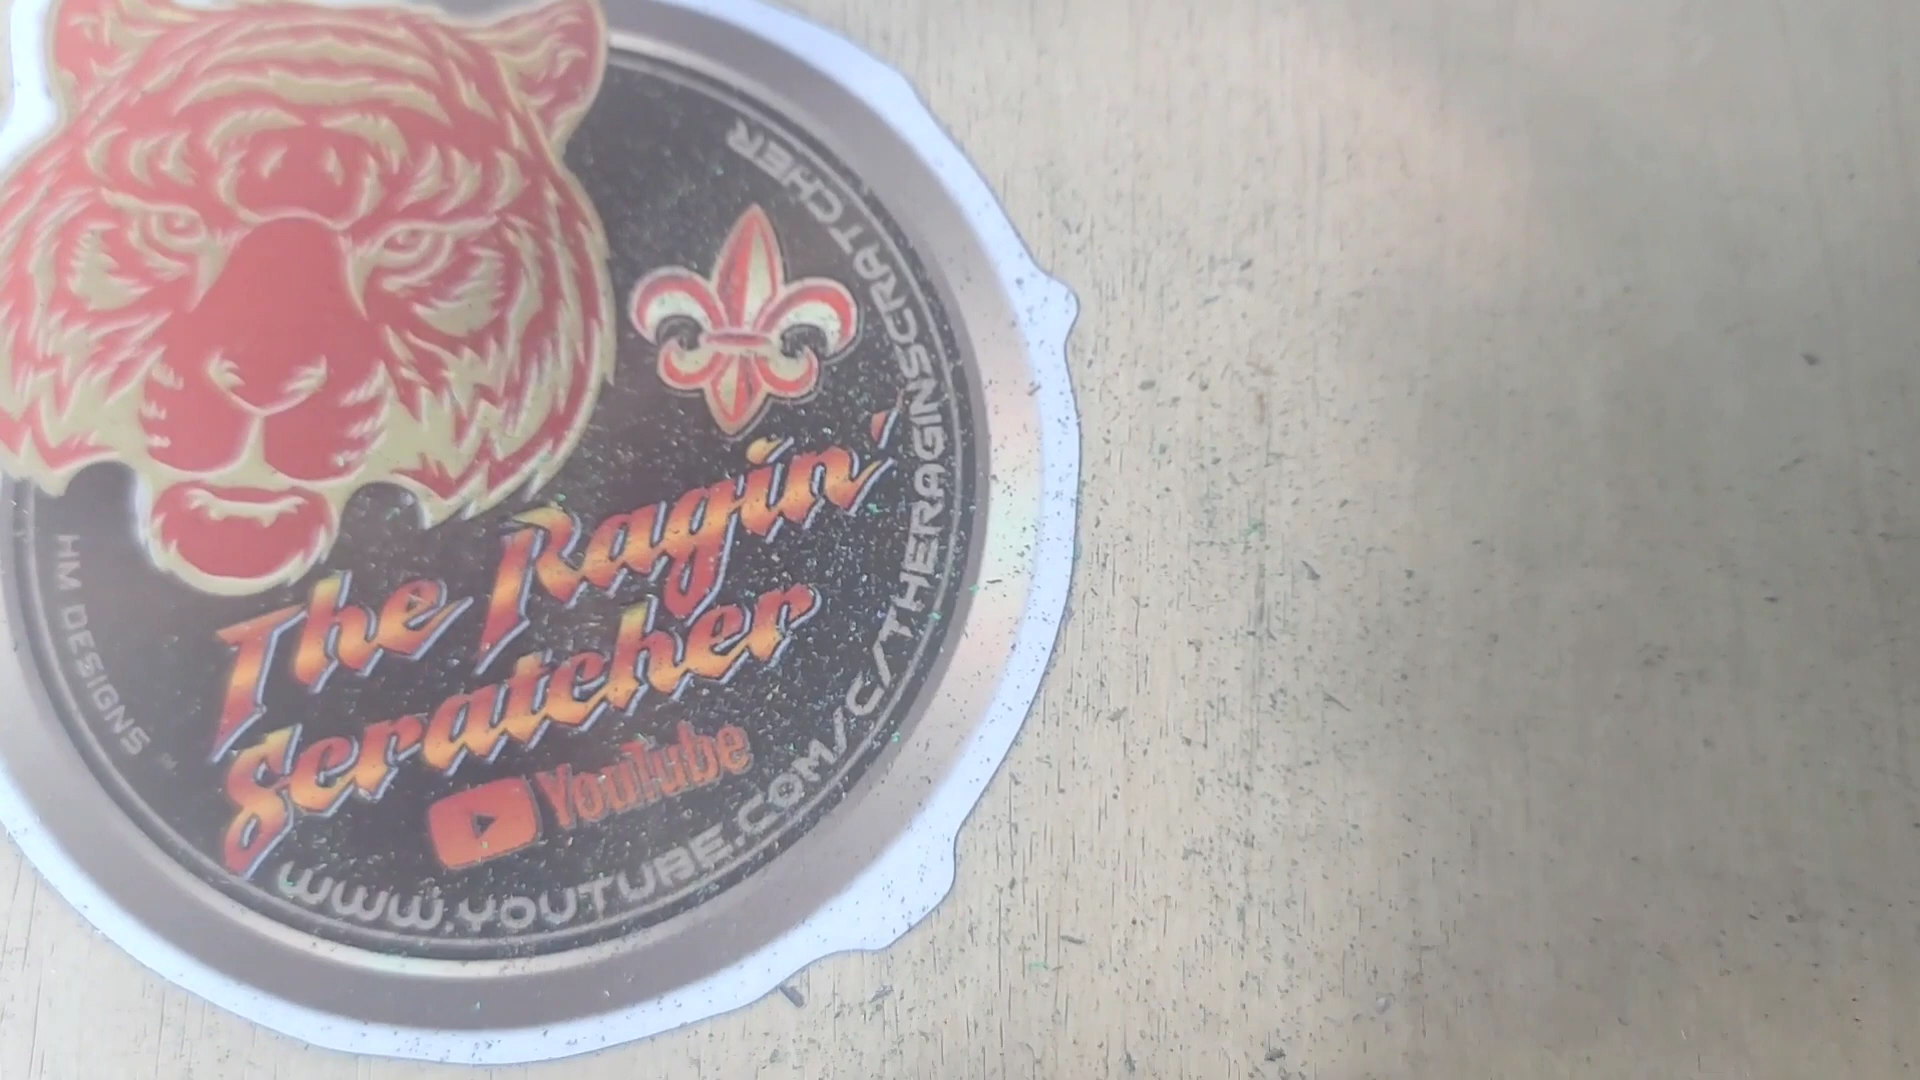 The Ragin'
Scratcher
YouTube
WWW.YOUTUBE.COM/C/THERAGINSCRATCHER
HM DESIGNS